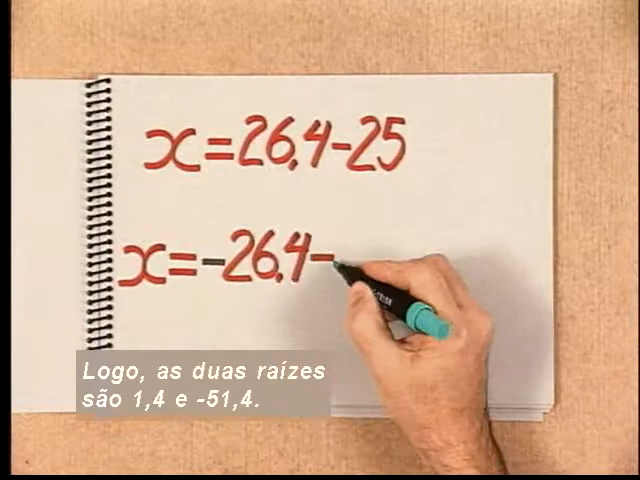 x=26,4-25
x=-26,4-
Logo, as duas raízes
são 1,4 e -51,4.